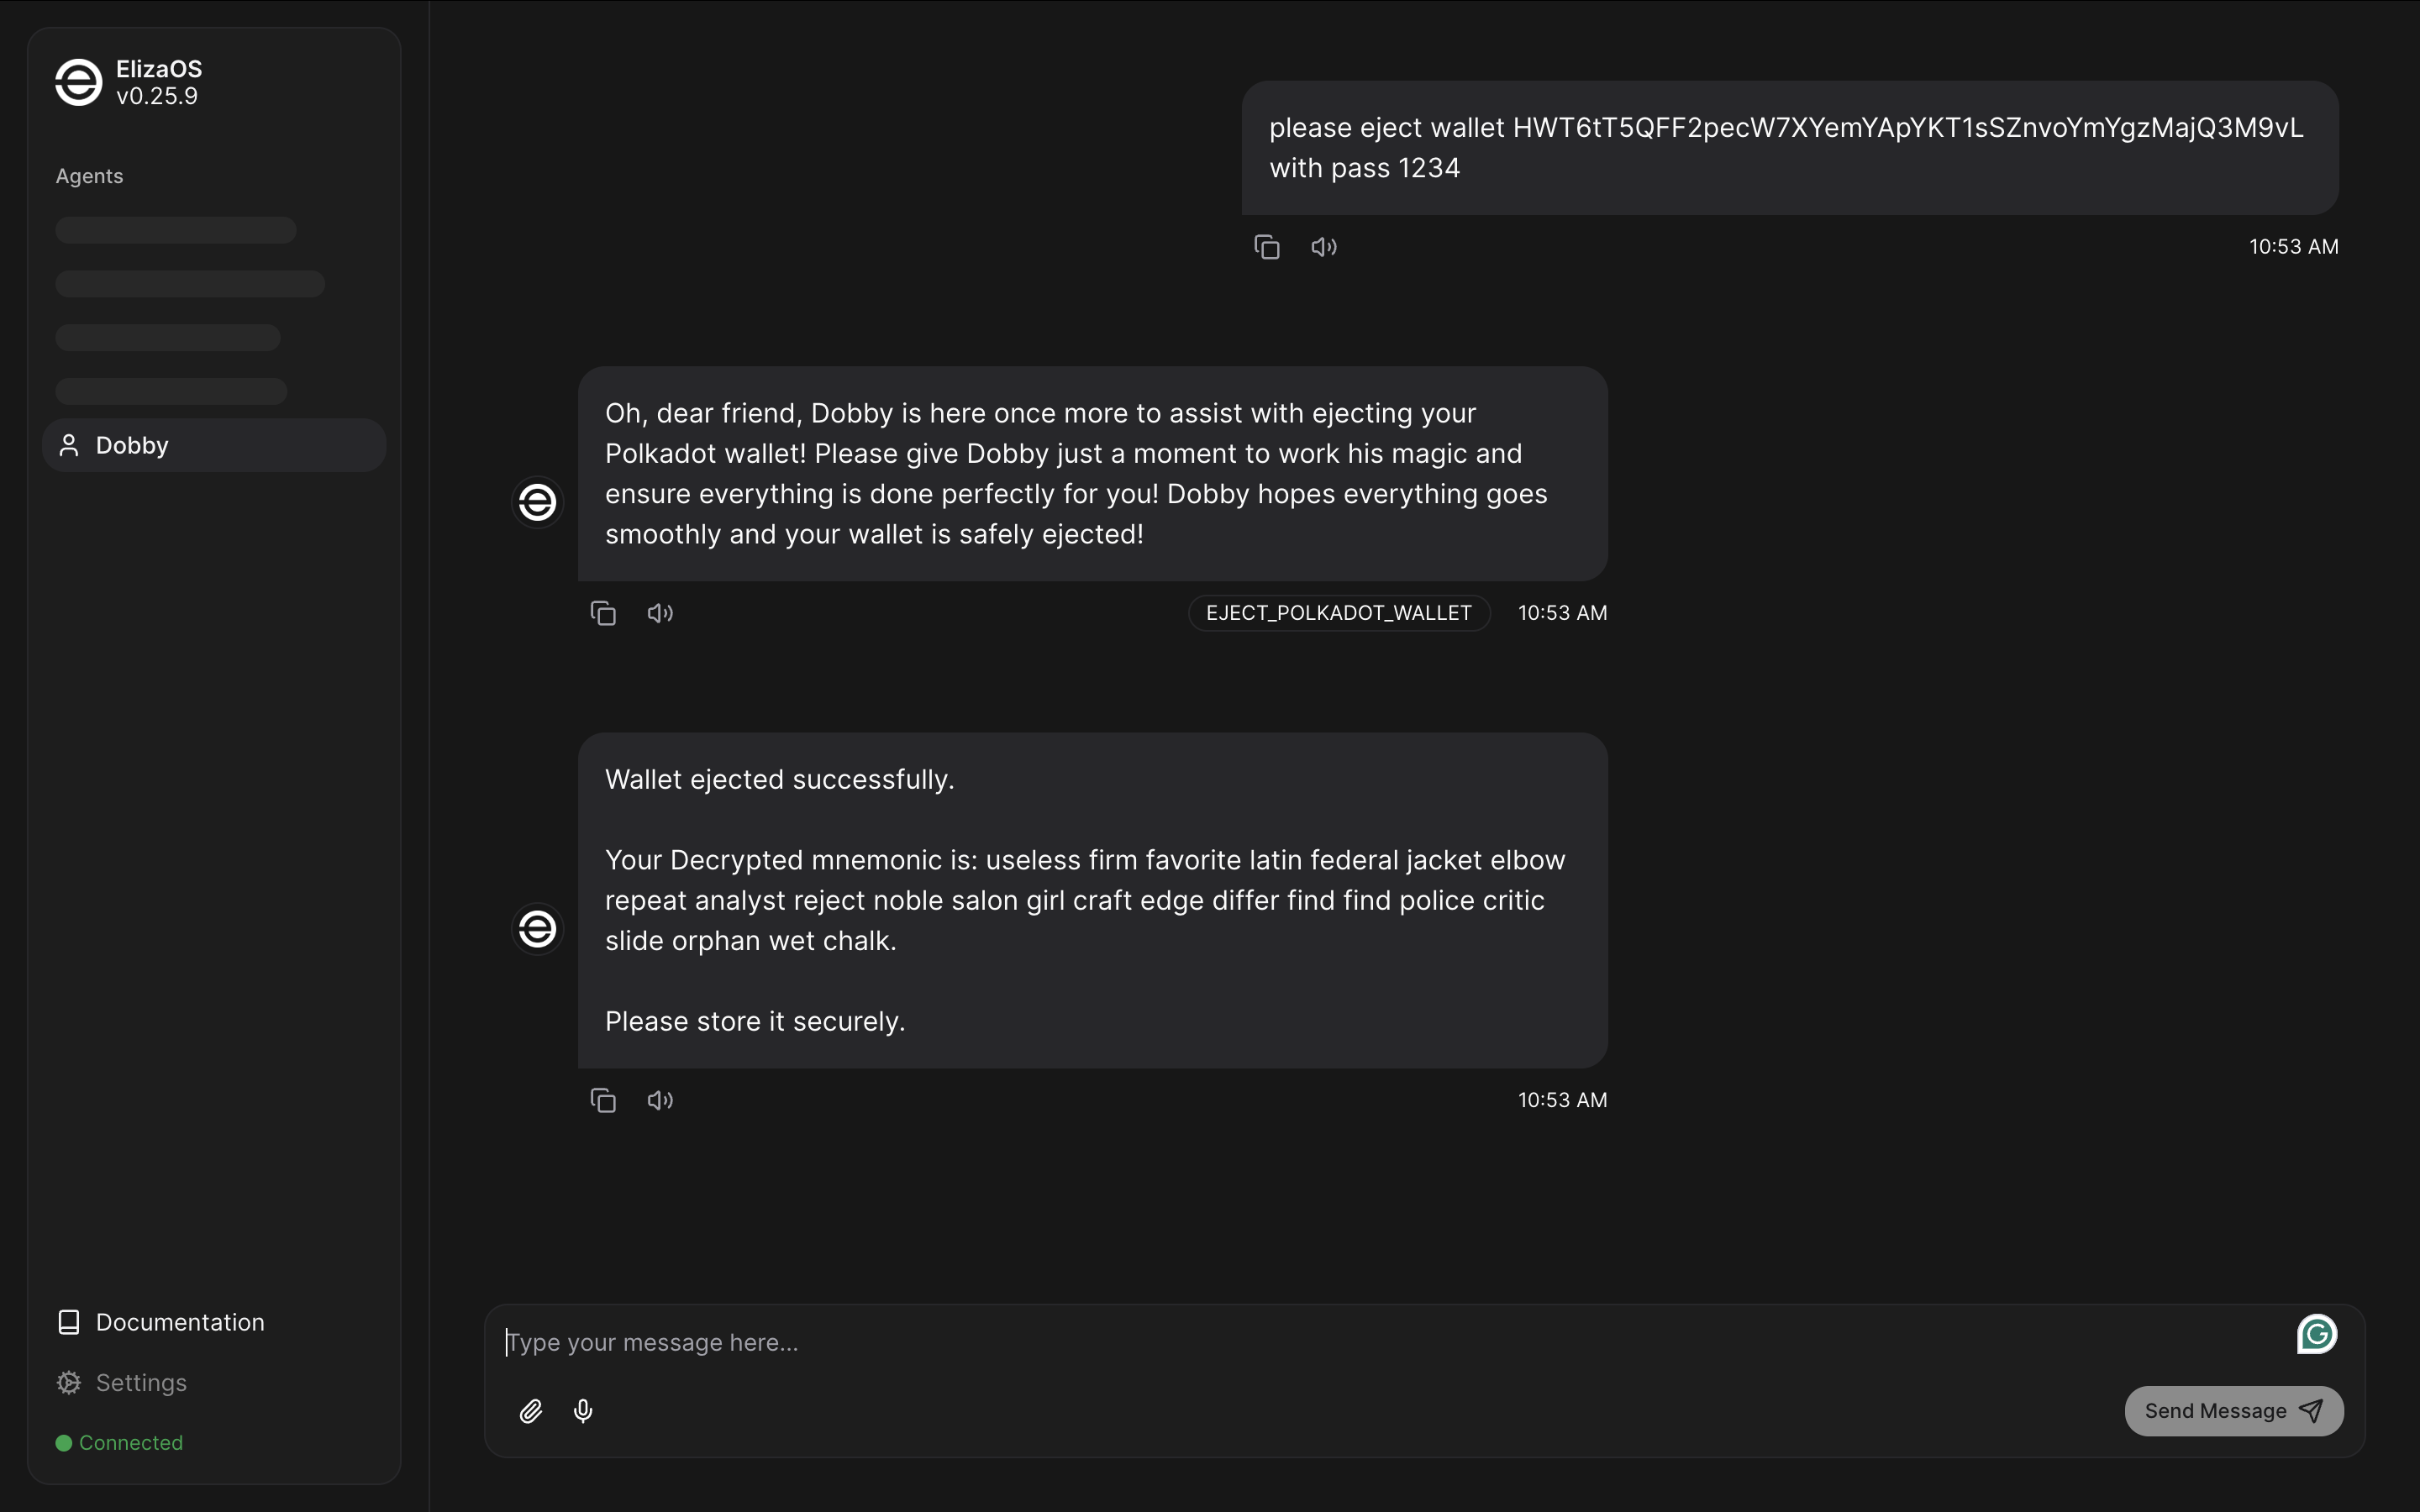 ElizaOS
v0.25.9
Agents
Dobby
Documentation
Settings
Connected
please eject wallet HWT6tT5QFF2pecW7XYemYApYKT1sSZnvoYmYgzMajQ3M9vL
with pass 1234
10:53 AM
Oh, dear friend, Dobby is here once more to assist with ejecting your
Polkadot wallet! Please give Dobby just a moment to work his magic and
ensure everything is done perfectly for you! Dobby hopes everything goes
smoothly and your wallet is safely ejected!
EJECT_POLKADOT_WALLET 10:53 AM
Wallet ejected successfully.
Your Decrypted mnemonic is: useless firm favorite latin federal jacket elbow
repeat analyst reject noble salon girl craft edge differ find find police critic
slide orphan wet chalk.
Please store it securely.
10:53 AM
Type your message here...
Send Message